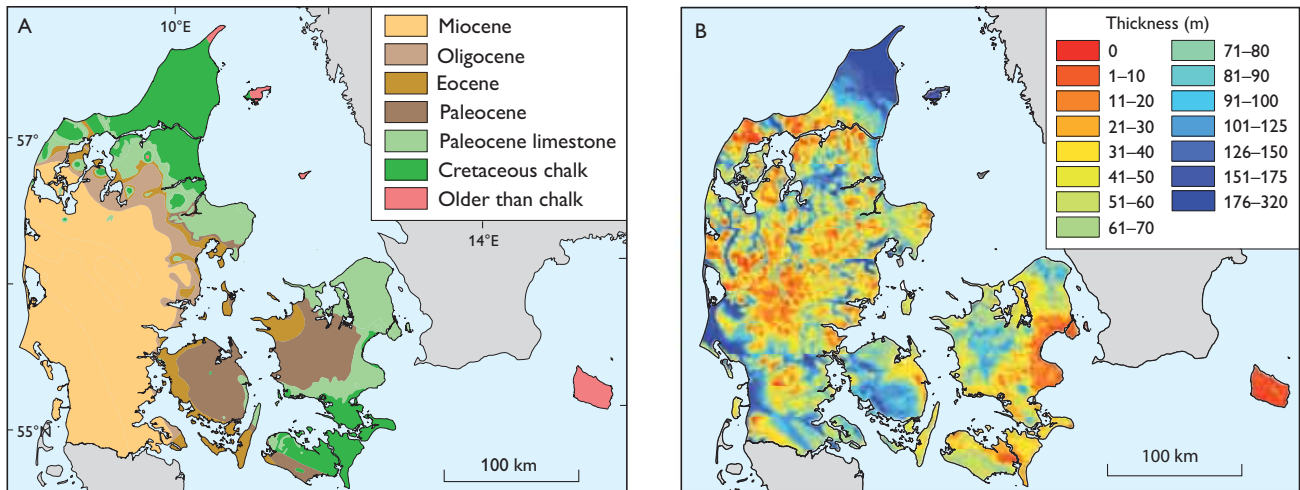 A
10°E
57°
55°N
14°E
Miocene
Oligocene
Eocene
Paleocene
Paleocene limestone
Cretaceous chalk
Older than chalk
100 km
B
Thickness (m)
0
1–10
11–20
21–30
31–40
41–50
51–60
61–70
71–80
81–90
91–100
101–125
126–150
151–175
176–320
100 km